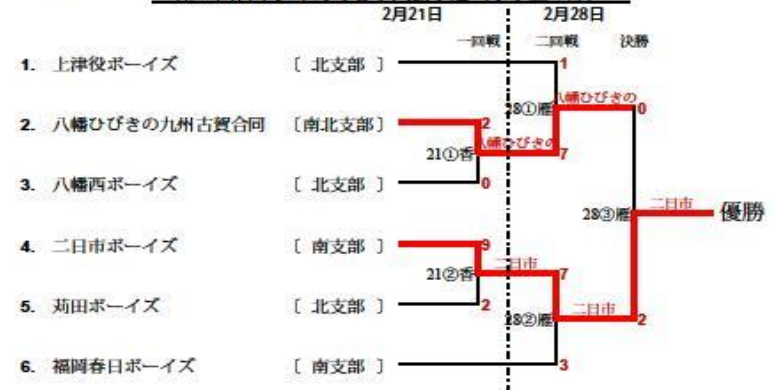 2月21日 2月28日
一回戦 二回戦 決勝
1. 上津役ボーイズ 〔 北支部 〕 1
28①雁 八幡ひびきの 0
2. 八幡ひびきの九州古賀合同 〔南北支部〕 2
21①香 八幡ひびきの 7
3. 八幡西ボーイズ 〔 北支部 〕 0
28③雁 二日市 優勝
4. 二日市ボーイズ 〔 南支部 〕 9
21②香 二日市 7
5. 苅田ボーイズ 〔 北支部 〕 2
28②雁 二日市 2
6. 福岡春日ボーイズ 〔 南支部 〕 3